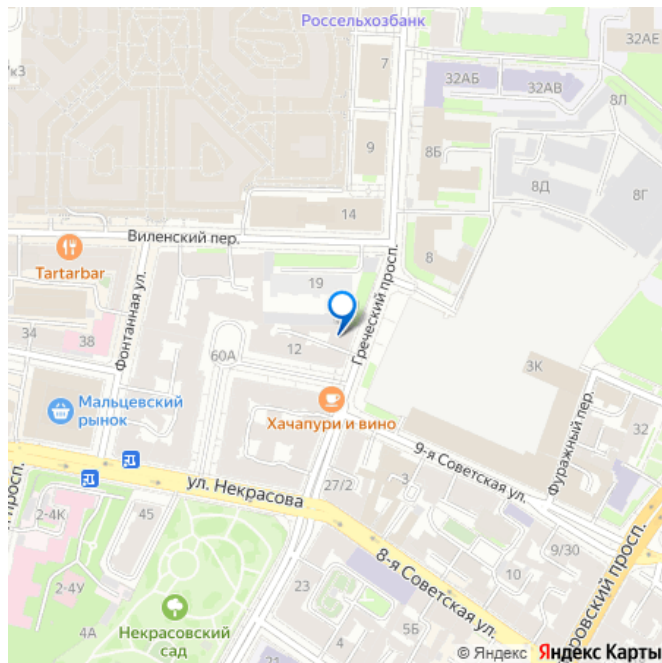 Россельхозбанк
32АЕ
7
32АБ
32АВ
8Л
9
8Б
8Д
8Г
14
Виленский пер.
Tartarbar
Фонтанная ул.
19
8
Греческий просп.
34
38
12
60А
3К
Мальцевский
рынок
Хачапури и вино
Фуражный пер.
32
9-я Советская ул.
ул. Некрасова
27/2
3
2-4К
45
9/30
8-я Советская ул.
10
2-4У
23
4А
Некрасовский
сад
21
4
5Б
© Яндекс
Яндекс Карты